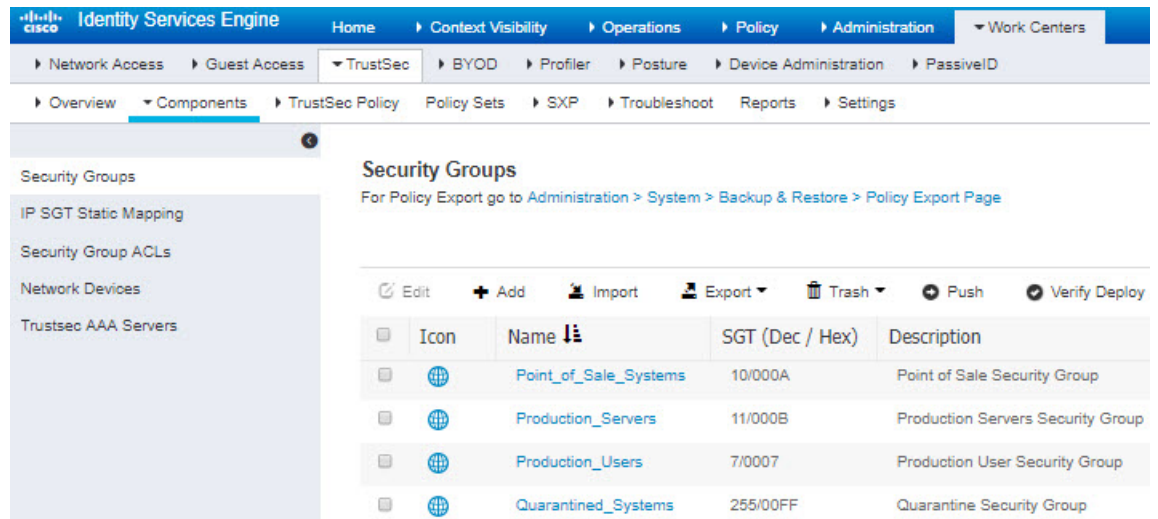 cisco Identity Services Engine Home Context Visibility Operations Policy Administration Work Centers
Network Access Guest Access TrustSec BYOD Profiler Posture Device Administration PassiveID
Overview Components TrustSec Policy Policy Sets SXP Troubleshoot Reports Settings
Security Groups
IP SGT Static Mapping
Security Group ACLs
Network Devices
Trustsec AAA Servers
Security Groups
For Policy Export go to Administration > System > Backup & Restore > Policy Export Page
Edit Add Import Export Trash Push Verify Deploy
Icon Name SGT (Dec / Hex) Description
Point_of_Sale_Systems 10/000A Point of Sale Security Group
Production_Servers 11/000B Production Servers Security Group
Production_Users 7/0007 Production User Security Group
Quarantined_Systems 255/00FF Quarantine Security Group